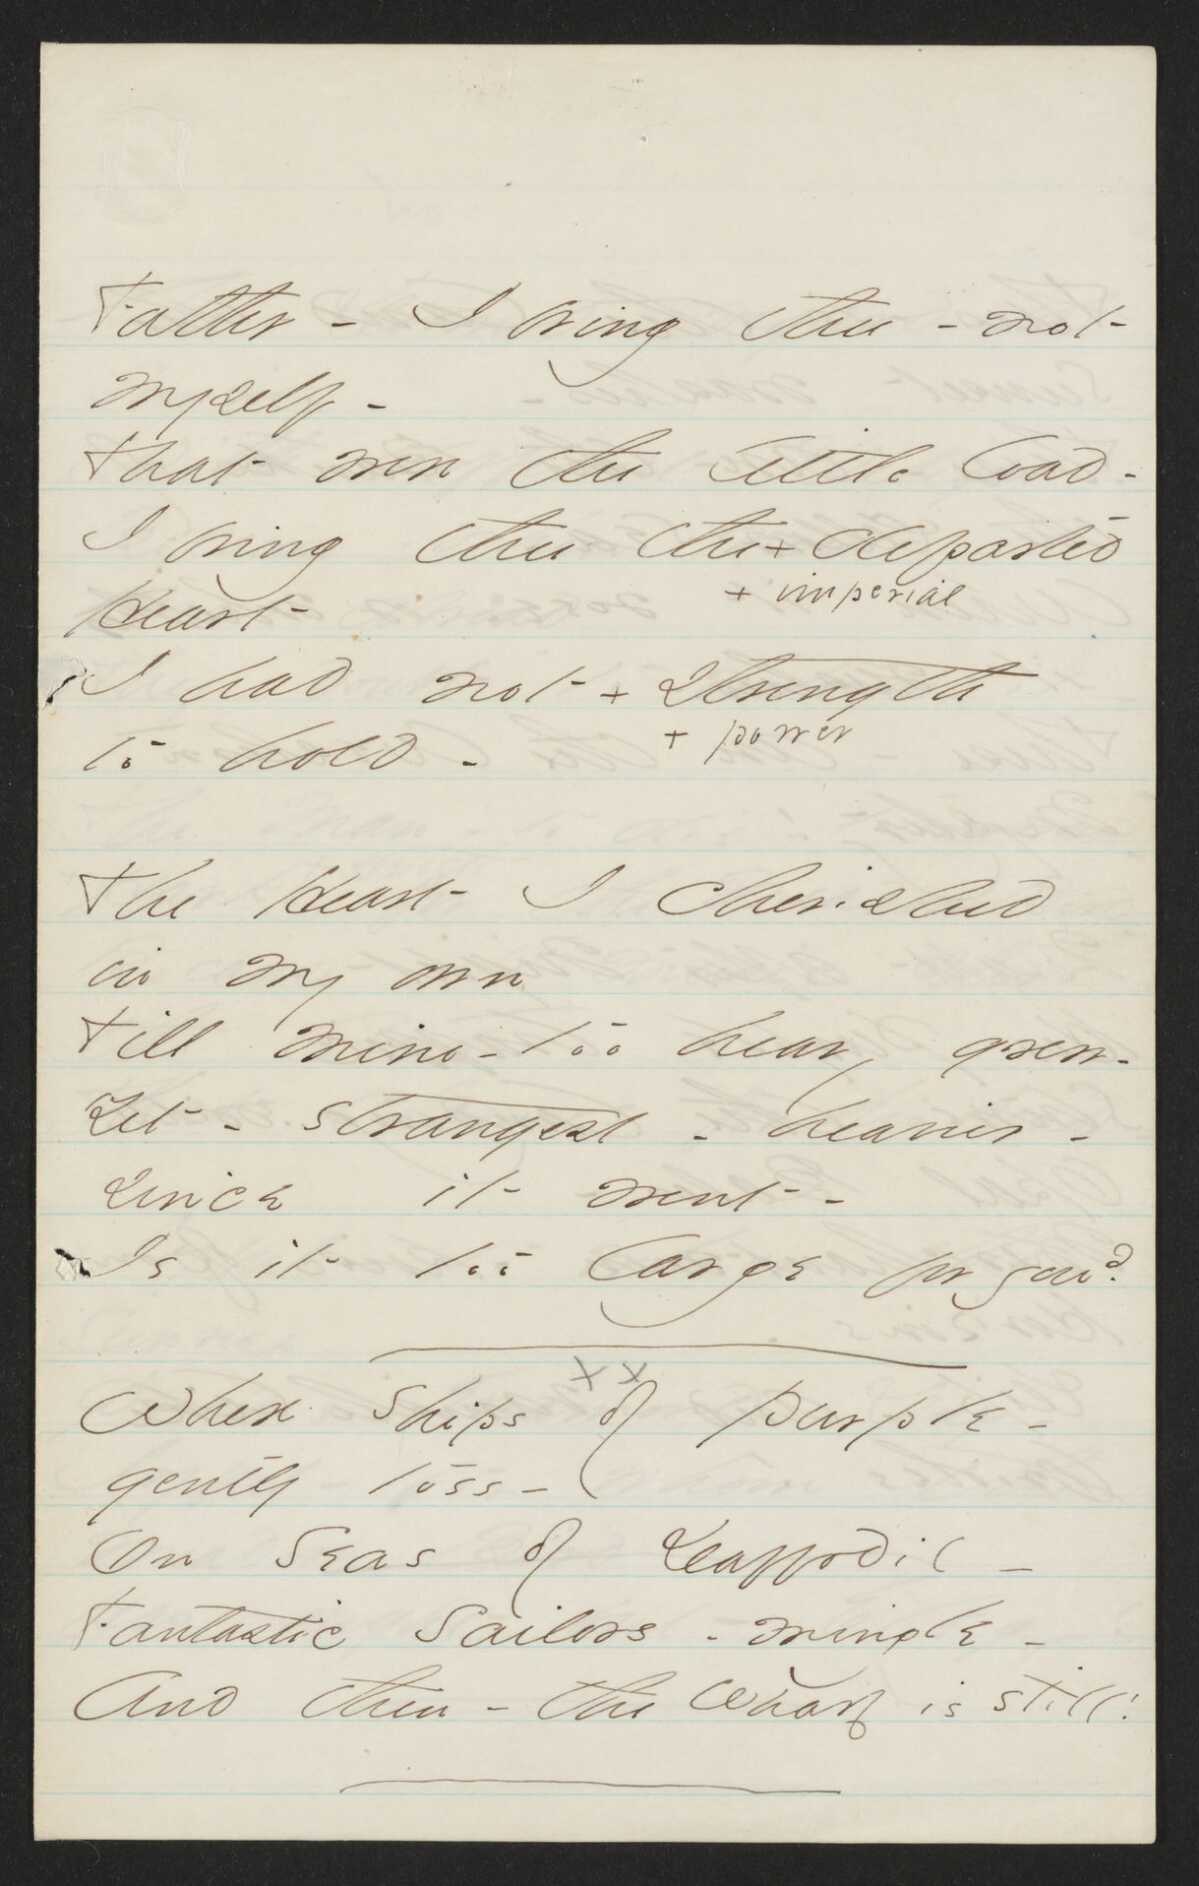 Father - I bring thee - not
myself -
That were the little load -
I bring thee the + departed
+ imperial
Heart
I had not + Strength
to hold -
+ power
The Heart I cherished
in my own
Till mine - too heavy grew -
Yet - strangest - heavier -
Since it went -
Is it too large for you?
x x
Where ships of purple -
gently toss -
On Seas of Daffodil -
Fantastic Sailors - mingle -
And then - the Wharf is still!